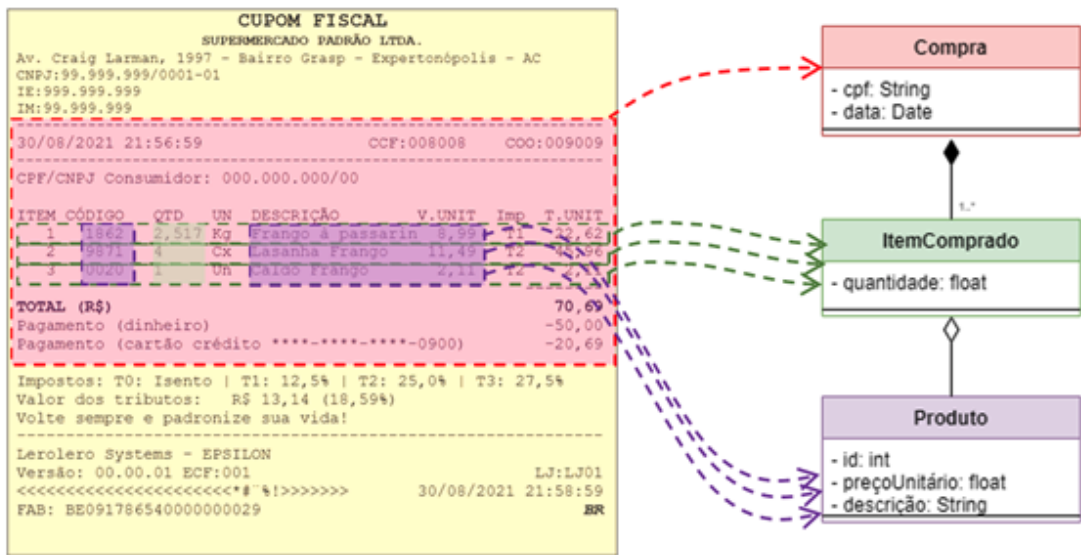 CUPOM FISCAL
SUPERMERCADO PADRÃO LTDA.
Av. Craig Larman, 1997 - Bairro Grasp - Expertonópolis - AC
CNPJ:99.999.999/0001-01
IE:999.999.999
IM:99.999.999
30/08/2021 21:56:59 CCF:008008 COO:009009
CPF/CNPJ Consumidor: 000.000.000/00
ITEM CÓDIGO QTD UN DESCRIÇÃO V.UNIT Imp T.UNIT
1 1862 2,517 Kg Frango à passarin 8,99 T1 22,62
2 9871 4 Cx Lasanha Frango 11,49 T2 45,96
3 0020 1 Un Caldo Frango 2,11 T2 2,11
TOTAL (R$) 70,69
Pagamento (dinheiro) -50,00
Pagamento (cartão crédito ****-****-****-0900) -20,69
Impostos: T0: Isento | T1: 12,5% | T2: 25,0% | T3: 27,5%
Valor dos tributos: R$ 13,14 (18,59%)
Volte sempre e padronize sua vida!
Lerolero Systems - EPSILON
Versão: 00.00.01 ECF:001 LJ:LJ01
<<<<<<<<<<<<<<<<<<<<<<<<*#¨%!>>>>>>> 30/08/2021 21:58:59
FAB: BE091786540000000029 BR
Compra
- cpf: String
- data: Date
1..*
ItemComprado
- quantidade: float
Produto
- id: int
- preçoUnitário: float
- descrição: String